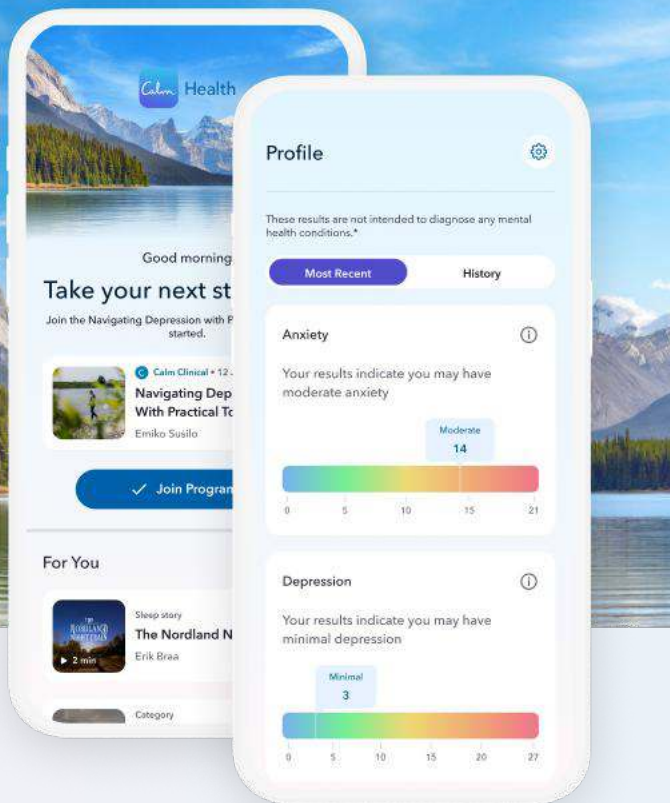 Calm Health
Good morning
Take your next st
Join the Navigating Depression with P
started.
C Calm Clinical • 12
Navigating Dep
With Practical To
Emiko Susilo
✓ Join Program
For You
THE
NORDLAND
NIGHT TRAIN
2 min
Sleep story
The Nordland N
Erik Braa
Category
Profile
These results are not intended to diagnose any mental
health conditions.*
Most Recent
History
Anxiety
Your results indicate you may have
moderate anxiety
Moderate
14
0 5 10 15 21
Depression
Your results indicate you may have
minimal depression
Minimal
3
0 5 10 15 20 27